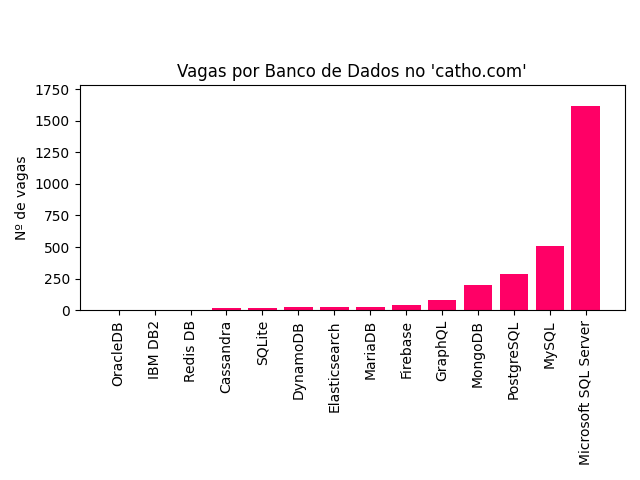 Vagas por Banco de Dados no 'catho.com'
Nº de vagas
1750
1500
1250
1000
750
500
250
0
OracleDB
IBM DB2
Redis DB
Cassandra
SQLite
DynamoDB
Elasticsearch
MariaDB
Firebase
GraphQL
MongoDB
PostgreSQL
MySQL
Microsoft SQL Server